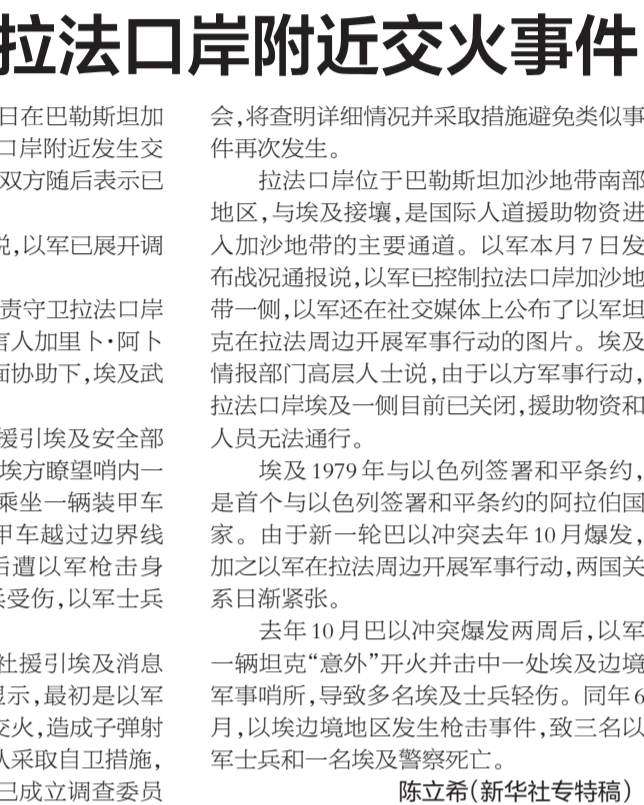 拉法口岸附近交火事件
日在巴勒斯坦加
口岸附近发生交
双方随后表示已
说,以军已展开调
责守卫拉法口岸
言人加里卜·阿卜
面协助下,埃及武
援引埃及安全部
埃方瞭望哨内一
乘坐一辆装甲车
甲车越过边界线
后遭以军枪击身
兵受伤,以军士兵
社援引埃及消息
显示,最初是以军
交火,造成子弹射
人采取自卫措施,
已成立调查委员
会,将查明详细情况并采取措施避免类似事
件再次发生。
拉法口岸位于巴勒斯坦加沙地带南部
地区,与埃及接壤,是国际人道援助物资进
入加沙地带的主要通道。以军本月7日发
布战况通报说,以军已控制拉法口岸加沙地
带一侧,以军还在社交媒体上公布了以军坦
克在拉法周边开展军事行动的图片。埃及
情报部门高层人士说,由于以方军事行动,
拉法口岸埃及一侧目前已关闭,援助物资和
人员无法通行。
埃及1979年与以色列签署和平条约,
是首个与以色列签署和平条约的阿拉伯国
家。由于新一轮巴以冲突去年10月爆发,
加之以军在拉法周边开展军事行动,两国关
系日渐紧张。
去年10月巴以冲突爆发两周后,以军
一辆坦克“意外”开火并击中一处埃及边境
军事哨所,导致多名埃及士兵轻伤。同年6
月,以埃边境地区发生枪击事件,致三名以
军士兵和一名埃及警察死亡。
陈立希(新华社专特稿)